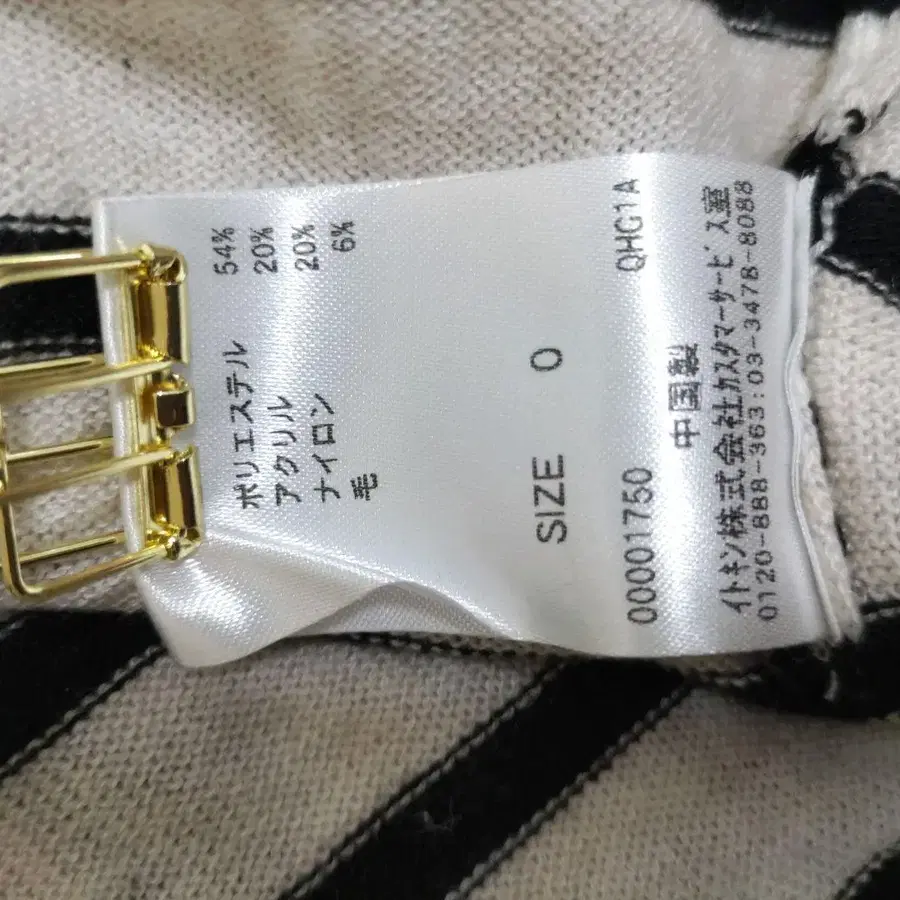 ポリエステル 54%
アクリル 20%
ナイロン 20%
毛 6%
SIZE 0
00001750 QHG1A
中国製
イトキン株式会社カスタマーサービス室
0120-888-363:03-3478-8088